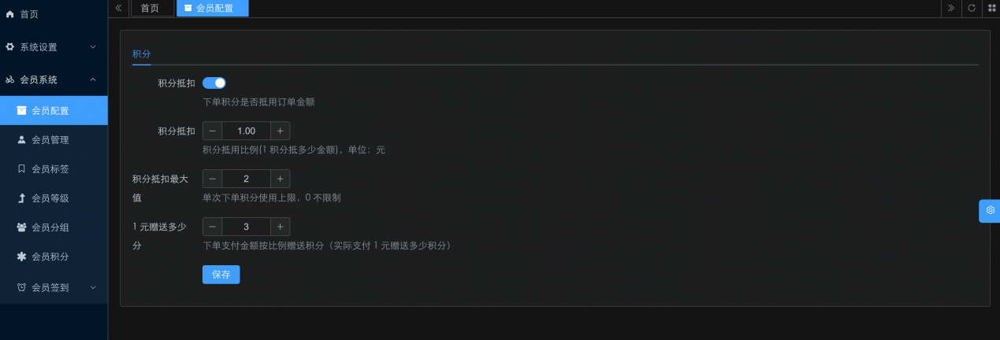 首页
系统设置
会员系统
会员配置
会员管理
会员标签
会员等级
会员分组
会员积分
会员签到
首页
会员配置
积分
积分抵扣
下单积分是否抵用订单金额
积分抵扣
1.00
积分抵用比例(1积分抵多少金额)，单位：元
积分抵扣最大
值
2
单次下单积分使用上限，0不限制
1元赠送多少
分
3
下单支付金额按比例赠送积分（实际支付1元赠送多少积分）
保存